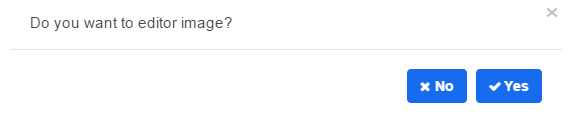 Do you want to editor image?
× 
✖ No ✔ Yes